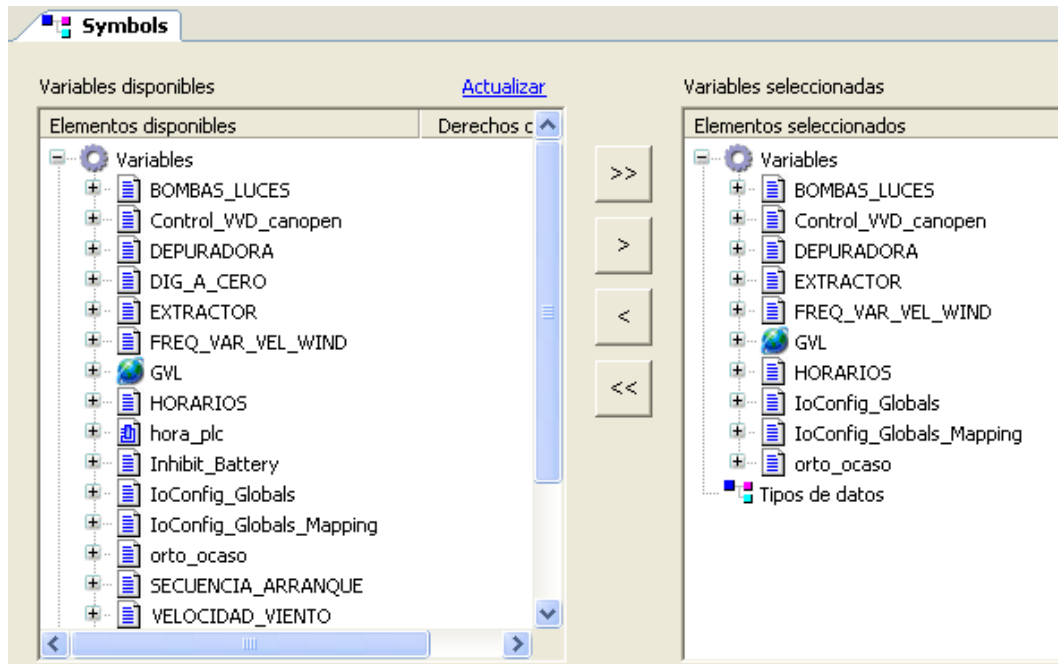 Symbols
Variables disponibles
Actualizar
Elementos disponibles
Derechos c
Variables
BOMBAS_LUCES
Control_VVD_canopen
DEPURADORA
DIG_A_CERO
EXTRACTOR
FREQ_VAR_VEL_WIND
GVL
HORARIOS
hora_plc
Inhibit_Battery
IoConfig_Globals
IoConfig_Globals_Mapping
orto_ocaso
SECUENCIA_ARRANQUE
VELOCIDAD_VIENTO
>>
>
<
<<
Variables seleccionadas
Elementos seleccionados
Variables
BOMBAS_LUCES
Control_VVD_canopen
DEPURADORA
EXTRACTOR
FREQ_VAR_VEL_WIND
GVL
HORARIOS
IoConfig_Globals
IoConfig_Globals_Mapping
orto_ocaso
Tipos de datos